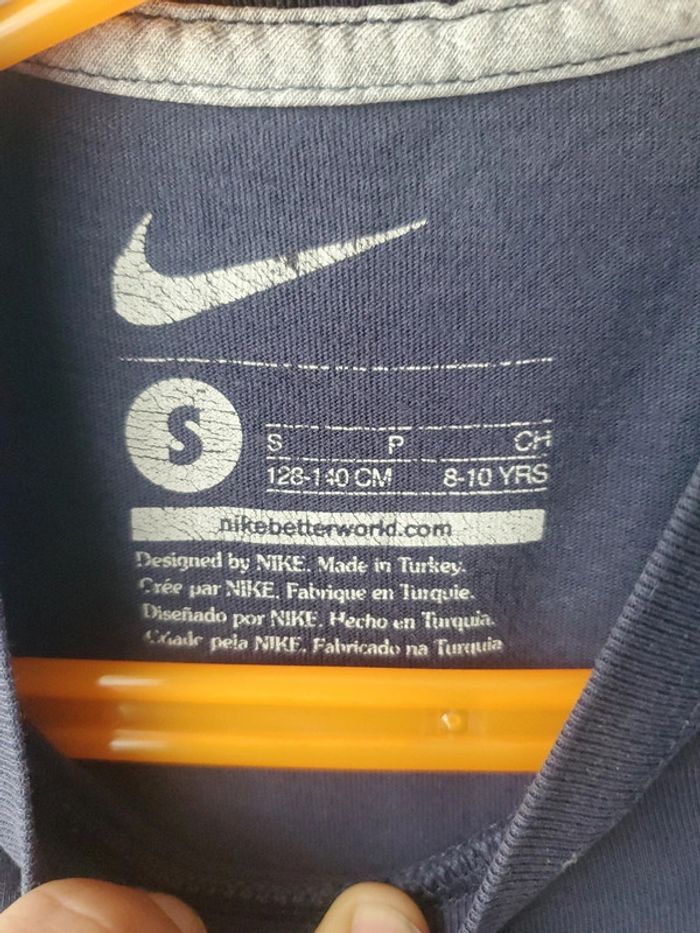 S
S P CH
128-140 CM 8-10 YRS
nikebetterworld.com
Designed by NIKE. Made in Turkey.
Crée par NIKE. Fabrique en Turquie.
Diseñado por NIKE. Hecho en Turquia.
Criado pela NIKE. Fabricado na Turquia